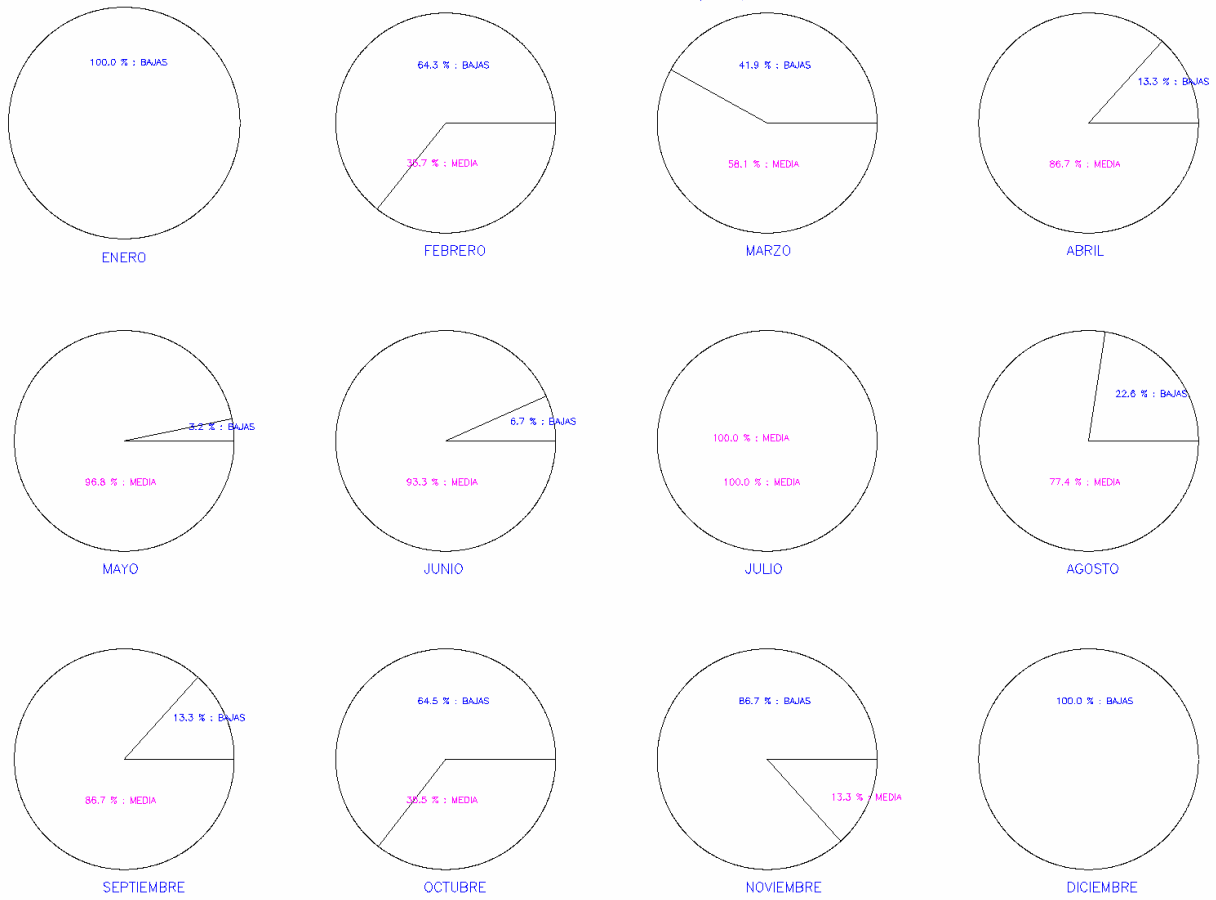 100.0 % : BAJAS
ENERO
64.3 % : BAJAS
35.7 % : MEDIA
FEBRERO
41.9 % : BAJAS
58.1 % : MEDIA
MARZO
13.3 % : BAJAS
86.7 % : MEDIA
ABRIL
3.2 % : BAJAS
96.8 % : MEDIA
MAYO
6.7 % : BAJAS
93.3 % : MEDIA
JUNIO
100.0 % : MEDIA
100.0 % : MEDIA
JULIO
22.6 % : BAJAS
77.4 % : MEDIA
AGOSTO
13.3 % : BAJAS
86.7 % : MEDIA
SEPTIEMBRE
64.5 % : BAJAS
35.5 % : MEDIA
OCTUBRE
86.7 % : BAJAS
13.3 % : MEDIA
NOVIEMBRE
100.0 % : BAJAS
DICIEMBRE